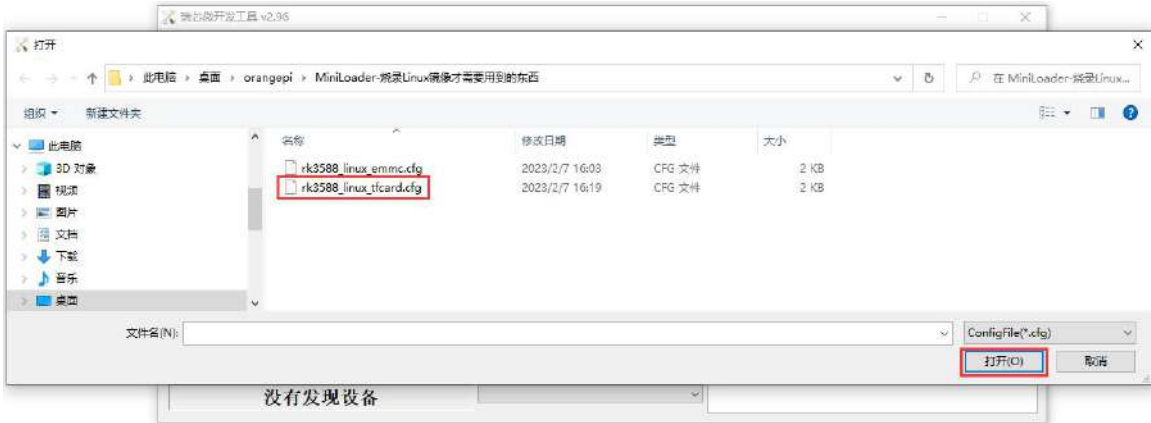 瑞芯微开发工具 v2.96
打开
此电脑 › 桌面 › orangepi › MiniLoader-烧录Linux镜像才需要用到的东西
在 MiniLoader-烧录Linux...
组织 新建文件夹
名称 修改日期 类型 大小
此电脑
3D 对象
rk3588_linux_emmc.cfg 2023/2/7 16:03 CFG 文件 2 KB
视频
rk3588_linux_tfcard.cfg 2023/2/7 16:19 CFG 文件 2 KB
图片
文档
下载
音乐
桌面
文件名(N): ConfigFile(*.cfg)
打开(O) 取消
没有发现设备